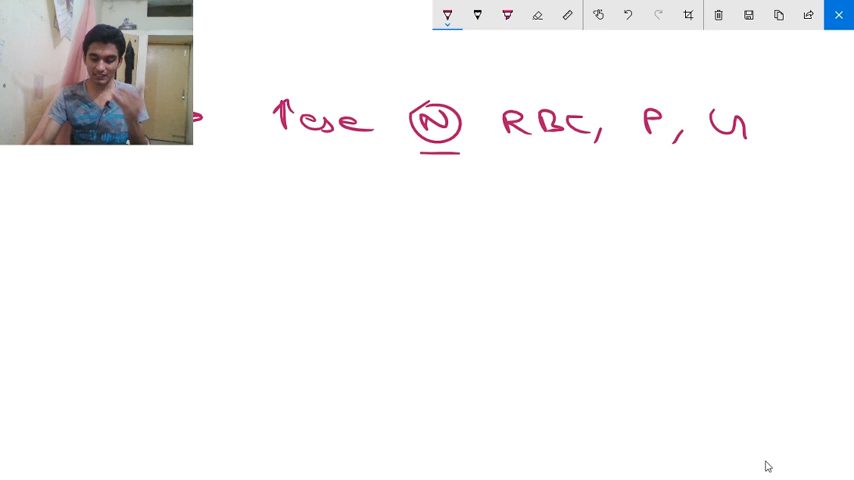 ↑ese N RBC, P, G